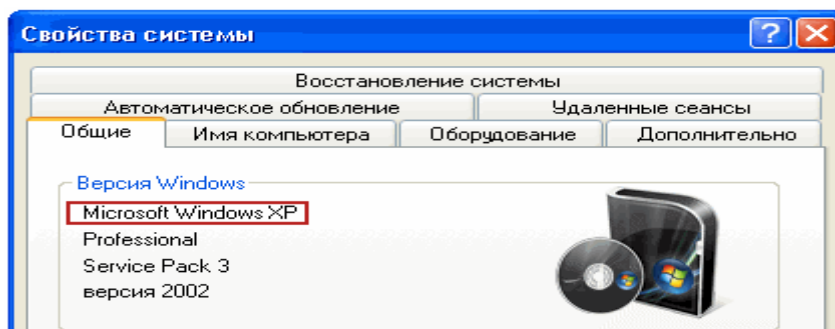 Свойства системы
Восстановление системы
Автоматическое обновление Удаленные сеансы
Общие Имя компьютера Оборудование Дополнительно
Версия Windows
Microsoft Windows XP
Professional
Service Pack 3
версия 2002